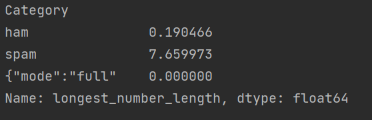 Category
ham               0.190466
spam              7.659973
{"mode":"full"    0.000000
Name: longest_number_length, dtype: float64